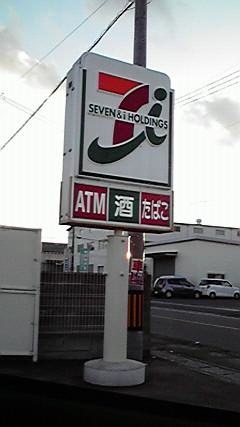 SEVEN & i HOLDINGS
ATM 酒 たばこ